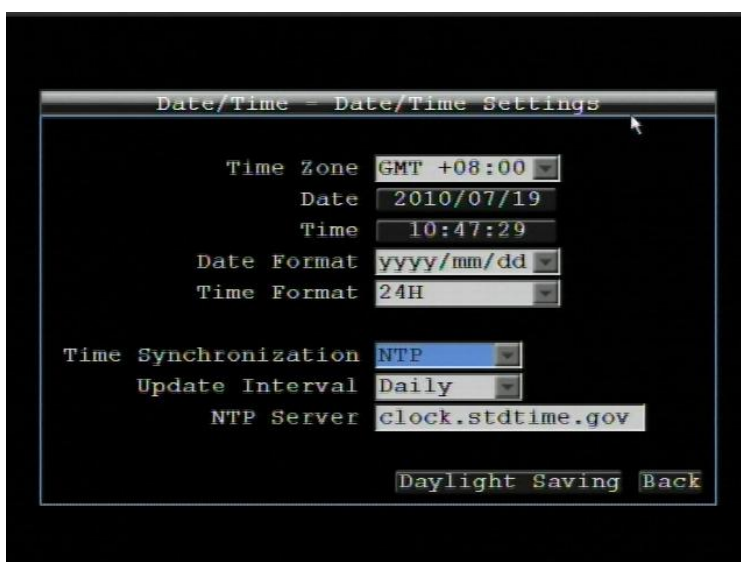 Date/Time - Date/Time Settings
Time Zone GMT +08:00
Date 2010/07/19
Time 10:47:29
Date Format yyyy/mm/dd
Time Format 24H
Time Synchronization NTP
Update Interval Daily
NTP Server clock.stdtime.gov
Daylight Saving Back